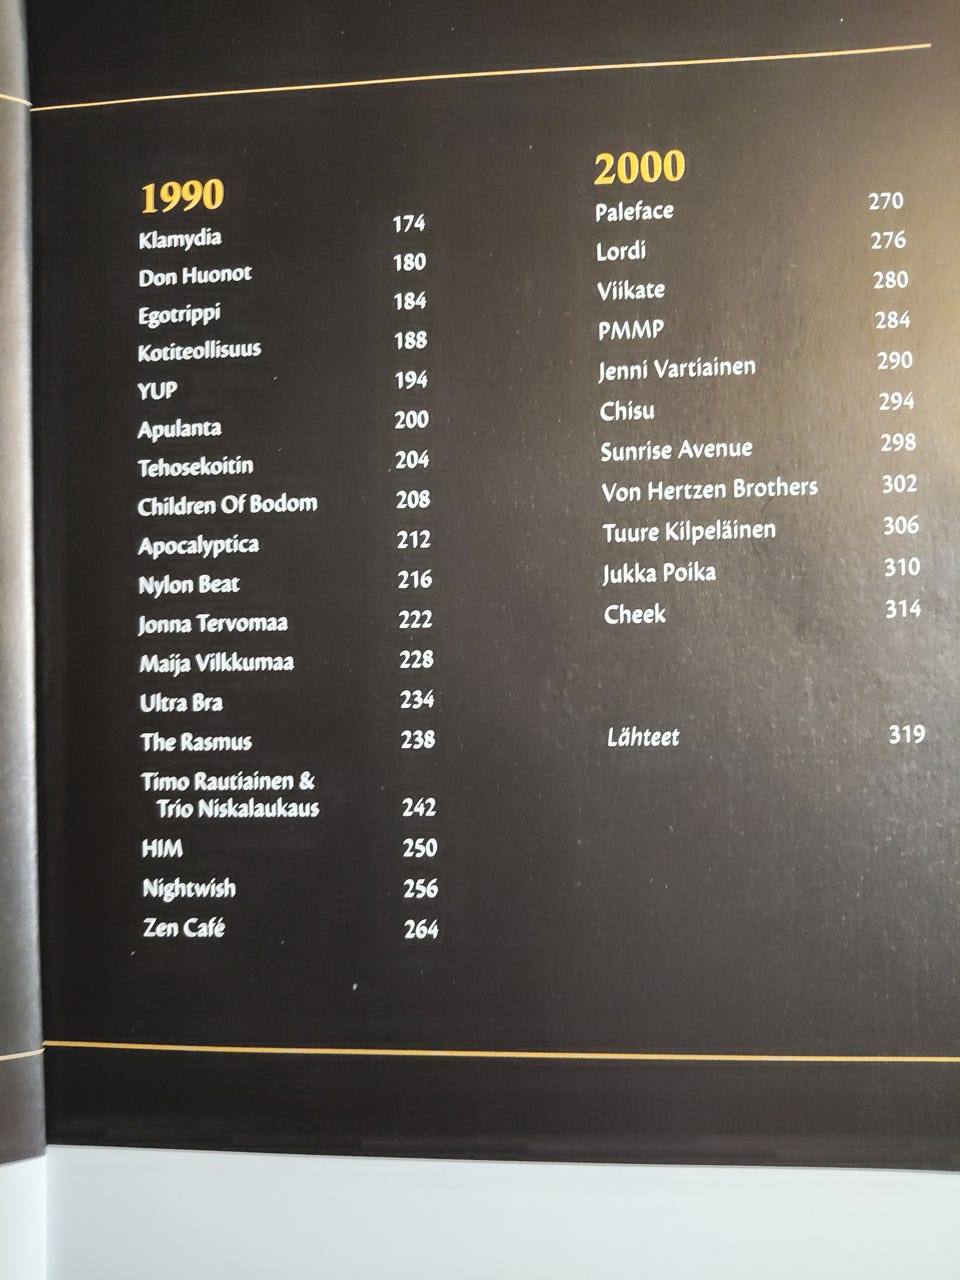 1990
Klamydia 174
Don Huonot 180
Egotrippi 184
Kotiteollisuus 188
YUP 194
Apulanta 200
Tehosekoitin 204
Children Of Bodom 208
Apocalyptica 212
Nylon Beat 216
Jonna Tervomaa 222
Maija Vilkkumaa 228
Ultra Bra 234
The Rasmus 238
Timo Rautiainen &
Trio Niskalaukaus 242
HIM 250
Nightwish 256
Zen Café 264
2000
Paleface 270
Lordi 276
Viikate 280
PMMP 284
Jenni Vartiainen 290
Chisu 294
Sunrise Avenue 298
Von Hertzen Brothers 302
Tuure Kilpeläinen 306
Jukka Poika 310
Cheek 314
Lähteet 319